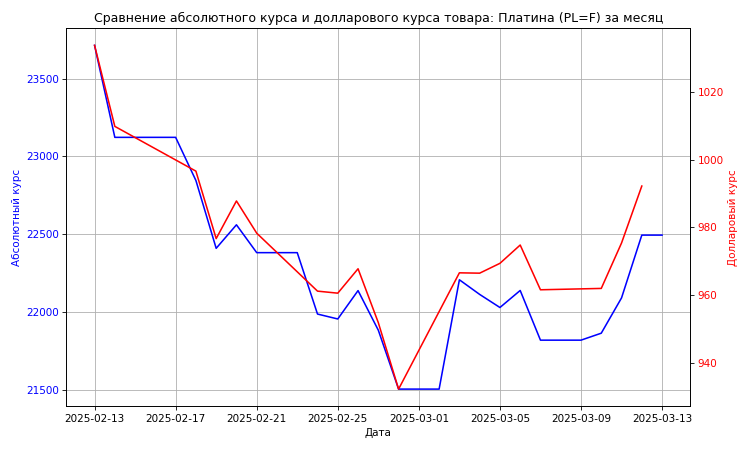 Сравнение абсолютного курса и долларового курса товара: Платина (PL=F) за месяц
Абсолютный курс
23500
23000
22500
22000
21500
1020
1000
980
960
940
Долларовый курс
2025-02-13 2025-02-17 2025-02-21 2025-02-25 2025-03-01 2025-03-05 2025-03-09 2025-03-13
Дата